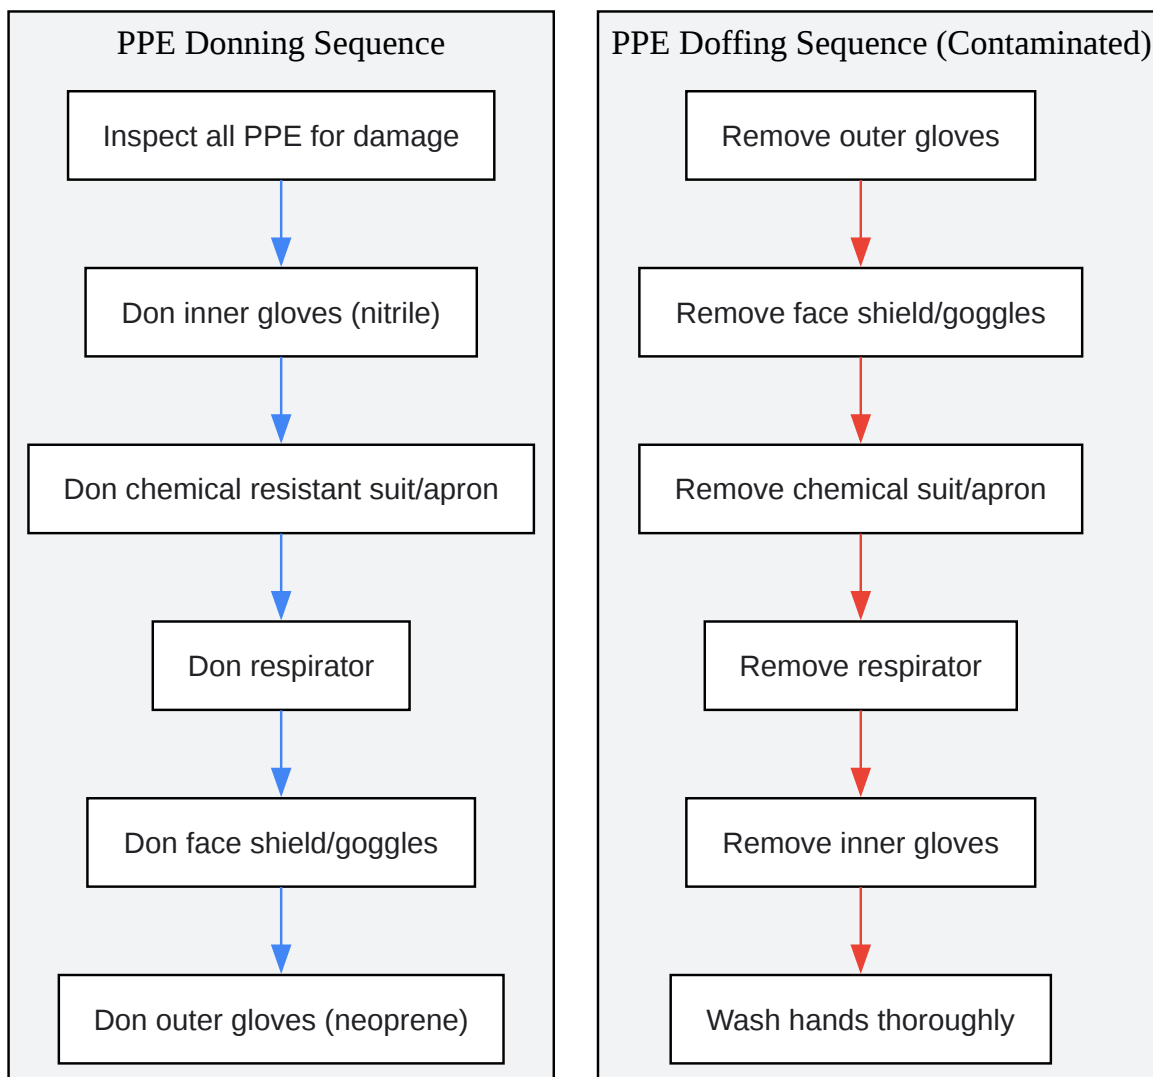 PPE Donning Sequence
Inspect all PPE for damage
Don inner gloves (nitrile)
Don chemical resistant suit/apron
Don respirator
Don face shield/goggles
Don outer gloves (neoprene)
PPE Doffing Sequence (Contaminated)
Remove outer gloves
Remove face shield/goggles
Remove chemical suit/apron
Remove respirator
Remove inner gloves
Wash hands thoroughly